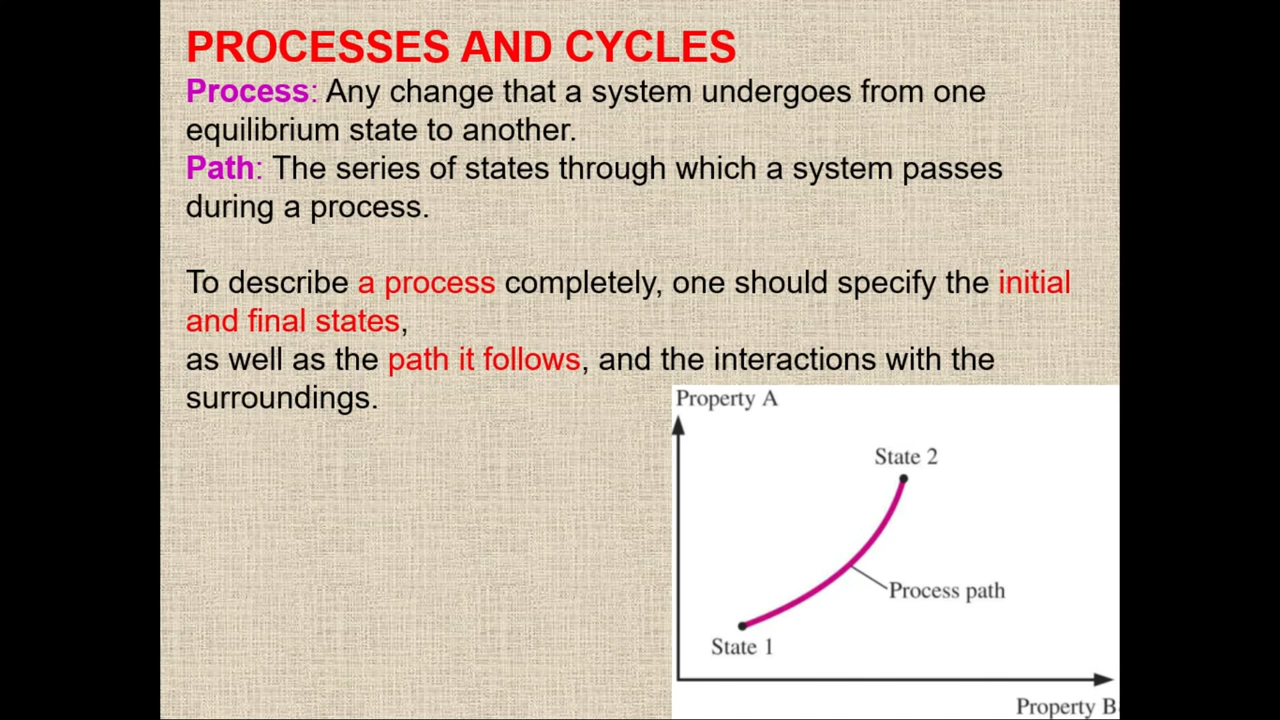 PROCESSES AND CYCLES
Process: Any change that a system undergoes from one
equilibrium state to another.
Path: The series of states through which a system passes
during a process.
To describe a process completely, one should specify the initial
and final states,
as well as the path it follows, and the interactions with the
surroundings.
Property A
State 2
Process path
State 1
Property B